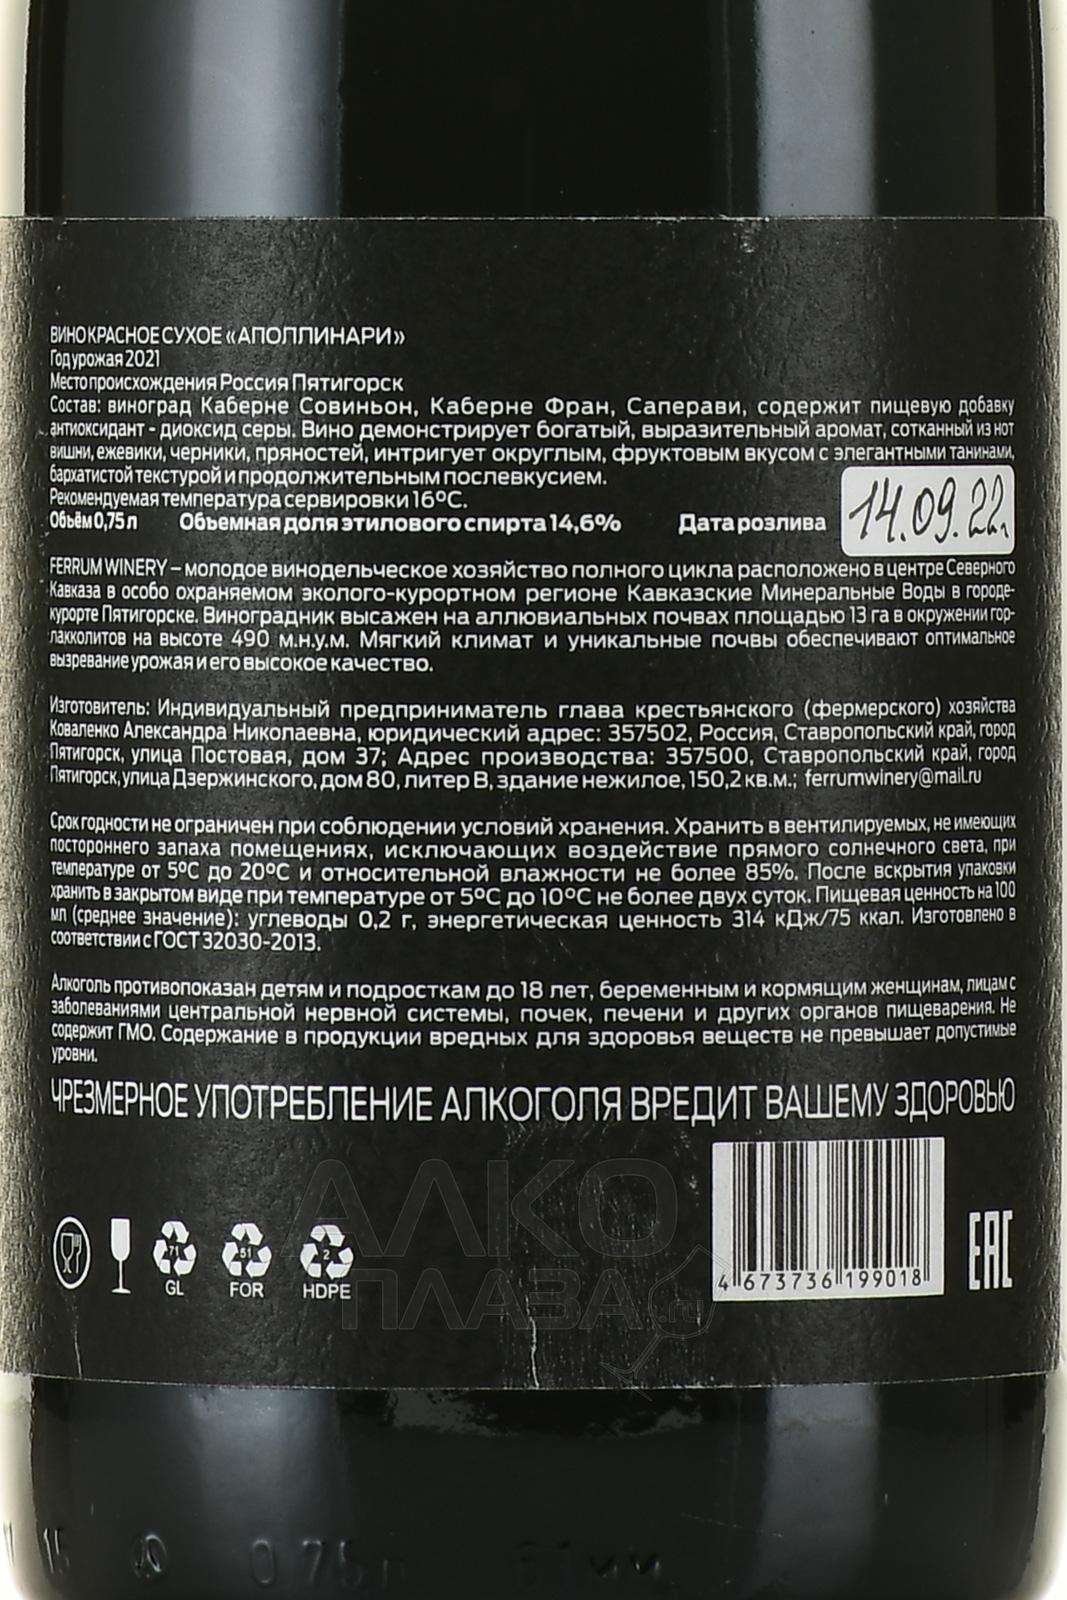 ВИНО КРАСНОЕ СУХОЕ «АПОЛЛИНАРИ»
Год урожая 2021
Место происхождения Россия Пятигорск
Состав: виноград Каберне Совиньон, Каберне Фран, Саперави, содержит пищевую добавку
антиоксидант - диоксид серы. Вино демонстрирует богатый, выразительный аромат, сотканный из нот
вишни, ежевики, черники, пряностей, интригует округлым, фруктовым вкусом с элегантными танинами,
бархатистой текстурой и продолжительным послевкусием.
Рекомендуемая температура сервировки 16°С.
Объём 0,75 л Объемная доля этилового спирта 14,6% Дата розлива 14.09.22г.
FERRUM WINERY – молодое винодельческое хозяйство полного цикла расположено в центре Северного
Кавказа в особо охраняемом эколого-курортном регионе Кавказские Минеральные Воды в городе-
курорте Пятигорске. Виноградник высажен на аллювиальных почвах площадью 13 га в окружении гор-
лакколитов на высоте 490 м.н.у.м. Мягкий климат и уникальные почвы обеспечивают оптимальное
вызревание урожая и его высокое качество.
Изготовитель: Индивидуальный предприниматель глава крестьянского (фермерского) хозяйства
Коваленко Александра Николаевна, юридический адрес: 357502, Россия, Ставропольский край, город
Пятигорск, улица Постовая, дом 37; Адрес производства: 357500, Ставропольский край, город
Пятигорск, улица Дзержинского, дом 80, литер В, здание нежилое, 150,2 кв.м.; ferrumwinery@mail.ru
Срок годности не ограничен при соблюдении условий хранения. Хранить в вентилируемых, не имеющих
постороннего запаха помещениях, исключающих воздействие прямого солнечного света, при
температуре от 5°С до 20°С и относительной влажности не более 85%. После вскрытия упаковки
хранить в закрытом виде при температуре от 5°С до 10°С не более двух суток. Пищевая ценность на 100
мл (среднее значение): углеводы 0,2 г, энергетическая ценность 314 кДж/75 ккал. Изготовлено в
соответствии с ГОСТ 32030-2013.
Алкоголь противопоказан детям и подросткам до 18 лет, беременным и кормящим женщинам, лицам с
заболеваниями центральной нервной системы, почек, печени и других органов пищеварения. Не
содержит ГМО. Содержание в продукции вредных для здоровья веществ не превышает допустимые
уровни.
ЧРЕЗМЕРНОЕ УПОТРЕБЛЕНИЕ АЛКОГОЛЯ ВРЕДИТ ВАШЕМУ ЗДОРОВЬЮ
АЛКО
ПЛАЗА.ru
71 51 2
GL FOR HDPE
4 673736 199018
EAC
0,75л